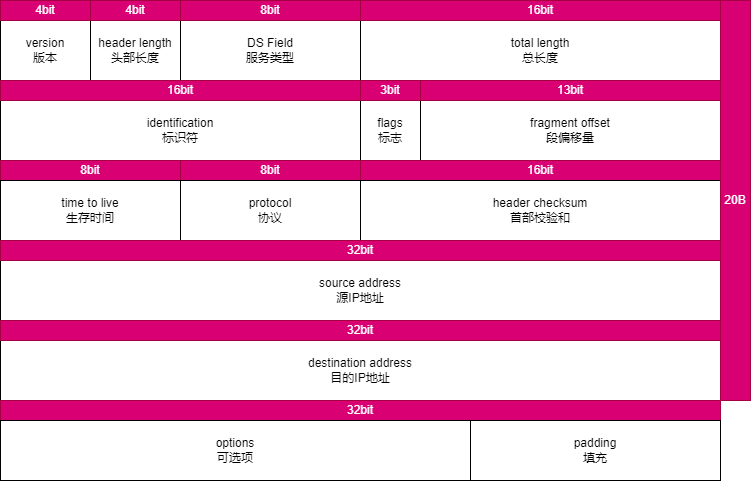 4bit 4bit 8bit 16bit
version header length DS Field total length
版本 头部长度 服务类型 总长度
16bit 3bit 13bit
identification flags fragment offset
标识符 标志 段偏移量
8bit 8bit 16bit
time to live protocol header checksum
生存时间 协议 首部校验和
20B
32bit
source address
源IP地址
32bit
destination address
目的IP地址
32bit
options padding
可选项 填充